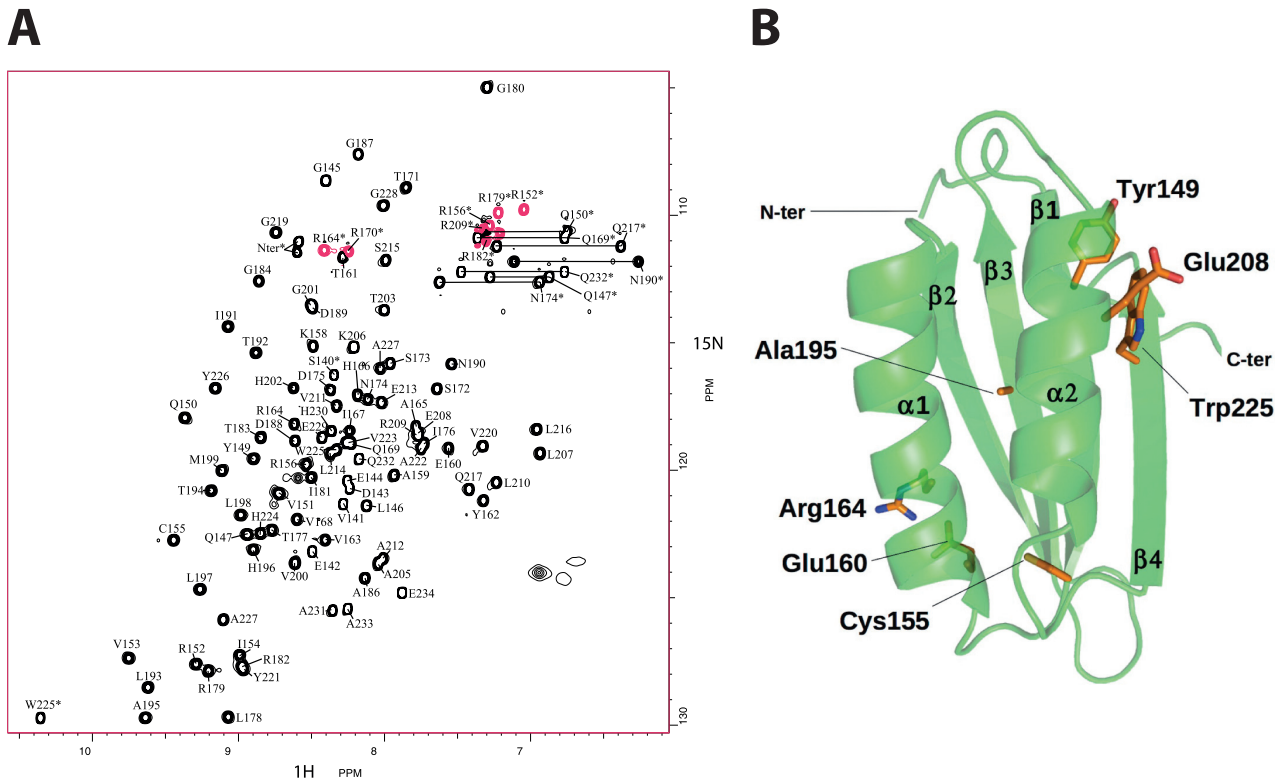 A
B
G180
G187
G145
T171
R179* R152*
G228
R156*
Q150*
G219
R209*
Q217*
Nter*
R164*
R170*
Q169*
S215
R182*
T161
N190*
G184
Q232*
Q147*
N174*
G201
D189
T203
I191
K158
K206
A227
T192
S173
N190
S140*
H166
D175
N174
Y226
H202
E213
S172
V211
A165
Q150
H230
I167
E208
R164
R209
I176
T183
D188
E229
V223
V220
L216
Y149
W225
Q169
A222
E160
L207
M199
R156
L214
Q232
I181
E144
A159
Q217
L210
T194
D143
V151
V141
L146
Y162
L198
H224
V168
C155
Q147
T177
V163
H196
V200
E142
A212
A205
L197
A186
E234
A231
A233
A227
V153
R152
I154
R182
Y221
R179
L193
W225*
A195
L178
110
15N
PPM
120
130
10
9
8
7
1H PPM
N-ter
β1
Tyr149
β3
Glu208
β2
Ala195
C-ter
α1
α2
Trp225
Arg164
Glu160
β4
Cys155